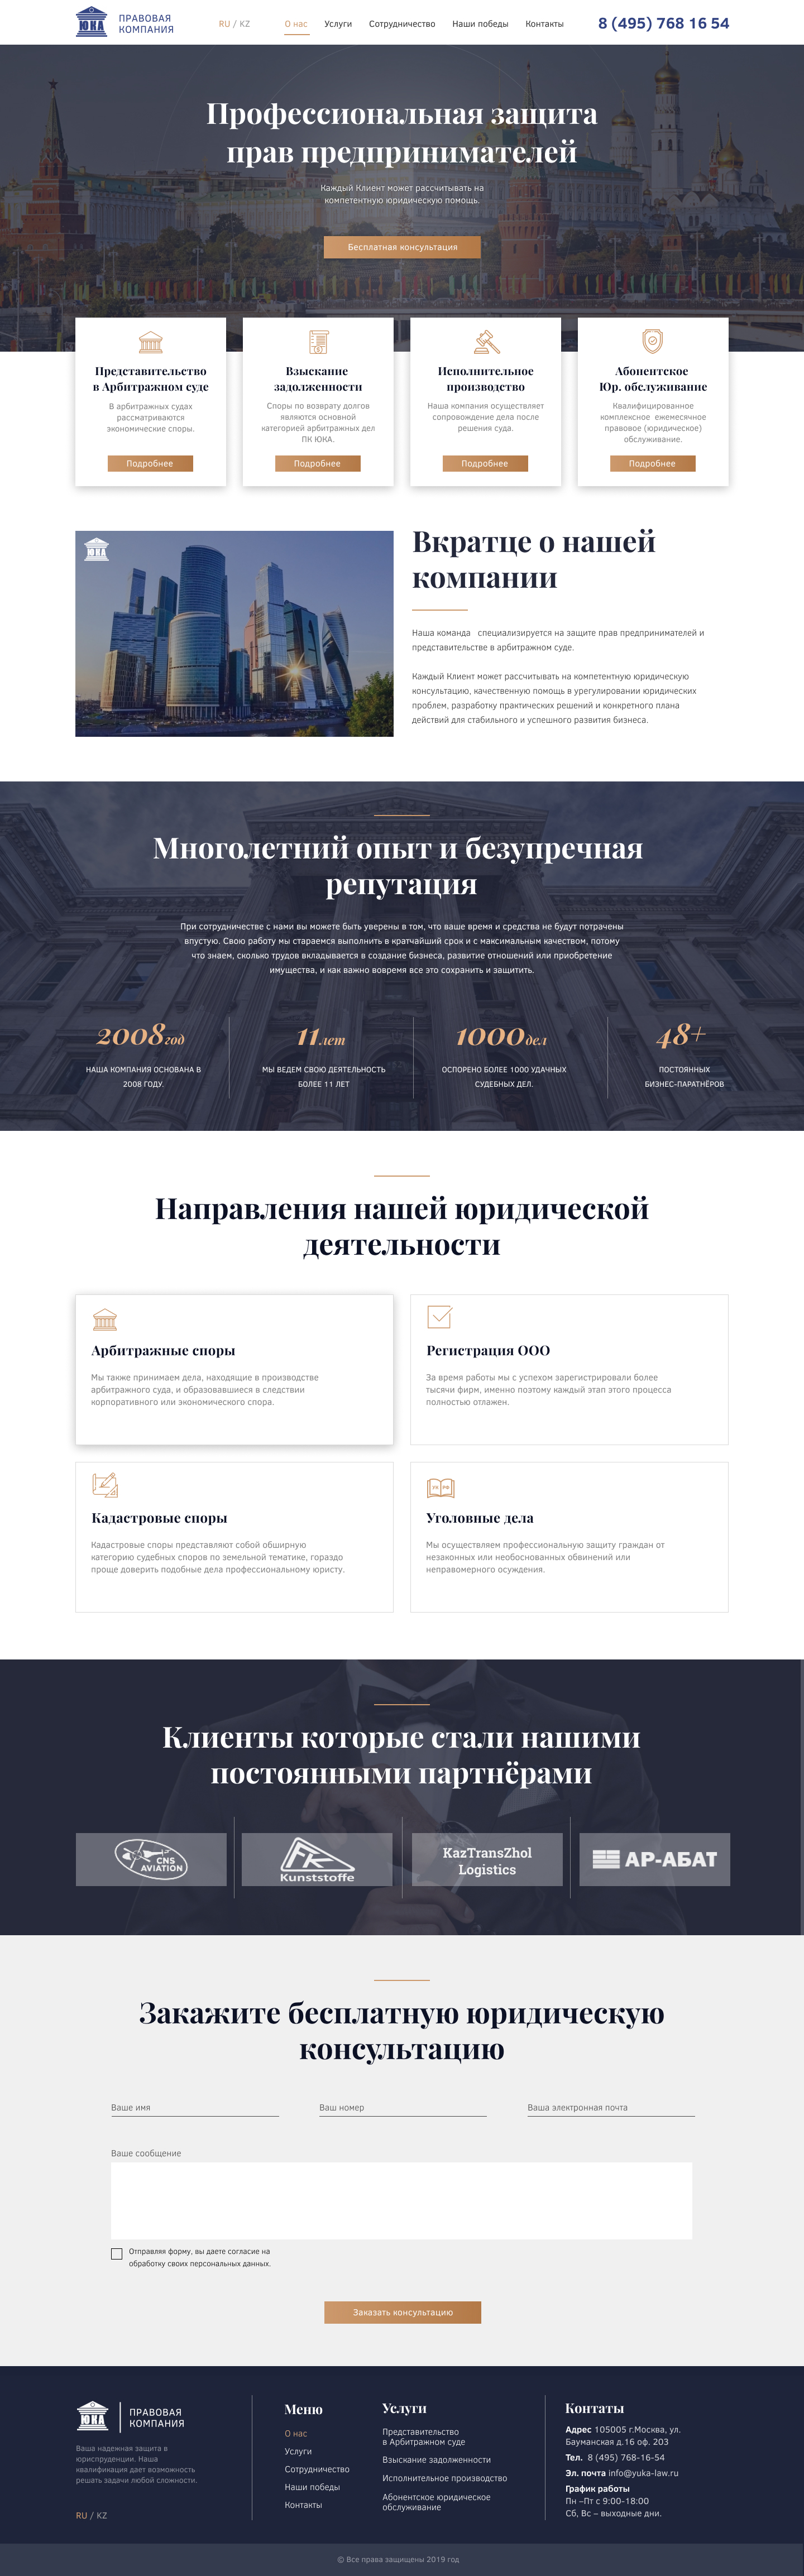 ЮКА
ПРАВОВАЯ
КОМПАНИЯ
RU / KZ
О нас
Услуги
Сотрудничество
Наши победы
Контакты
8 (495) 768 16 54
Профессиональная защита
прав предпринимателей
Каждый Клиент может рассчитывать на
компетентную юридическую помощь.
Бесплатная консультация
Представительство
в Арбитражном суде
В арбитражных судах
рассматриваются
экономические споры.
Подробнее
Взыскание
задолженности
Споры по возврату долгов
являются основной
категорией арбитражных дел
ПК ЮКА.
Подробнее
Исполнительное
производство
Наша компания осуществляет
сопровождение дела после
решения суда.
Подробнее
Абонентское
Юр. обслуживание
Квалифицированное
комплексное ежемесячное
правовое (юридическое)
обслуживание.
Подробнее
ЮКА
Вкратце о нашей
компании
Наша команда специализируется на защите прав предпринимателей и
представительстве в арбитражном суде.
Каждый Клиент может рассчитывать на компетентную юридическую
консультацию, качественную помощь в урегулировании юридических
проблем, разработку практических решений и конкретного плана
действий для стабильного и успешного развития бизнеса.
Многолетний опыт и безупречная
репутация
При сотрудничестве с нами вы можете быть уверены в том, что ваше время и средства не будут потрачены
впустую. Свою работу мы стараемся выполнить в кратчайший срок и с максимальным качеством, потому
что знаем, сколько трудов вкладывается в создание бизнеса, развитие отношений или приобретение
имущества, и как важно вовремя все это сохранить и защитить.
2008год
НАША КОМПАНИЯ ОСНОВАНА В
2008 ГОДУ.
11лет
МЫ ВЕДЕМ СВОЮ ДЕЯТЕЛЬНОСТЬ
БОЛЕЕ 11 ЛЕТ
1000дел
ОСПОРЕНО БОЛЕЕ 1000 УДАЧНЫХ
СУДЕБНЫХ ДЕЛ.
48+
ПОСТОЯННЫХ
БИЗНЕС-ПАРАТНЁРОВ
Направления нашей юридической
деятельности
Арбитражные споры
Мы также принимаем дела, находящие в производстве
арбитражного суда, и образовавшиеся в следствии
корпоративного или экономического спора.
Регистрация ООО
За время работы мы с успехом зарегистрировали более
тысячи фирм, именно поэтому каждый этап этого процесса
полностью отлажен.
Кадастровые споры
Кадастровые споры представляют собой обширную
категорию судебных споров по земельной тематике, гораздо
проще доверить подобные дела профессиональному юристу.
УК РФ
Уголовные дела
Мы осуществляем профессиональную защиту граждан от
незаконных или необоснованных обвинений или
неправомерного осуждения.
Клиенты которые стали нашими
постоянными партнёрами
CNS
AVIATION
FK
Kunststoffe
KazTransZhol
Logistics
АР-АБАТ
Закажите бесплатную юридическую
консультацию
Ваше имя
Ваш номер
Ваша электронная почта
Ваше сообщение
Отправляя форму, вы даете согласие на
обработку своих персональных данных.
Заказать консультацию
ЮКА
ПРАВОВАЯ
КОМПАНИЯ
Ваша надежная защита в
юриспруденции. Наша
квалификация дает возможность
решать задачи любой сложности.
RU / KZ
Меню
О нас
Услуги
Сотрудничество
Наши победы
Контакты
Услуги
Представительство
в Арбитражном суде
Взыскание задолженности
Исполнительное производство
Абонентское юридическое
обслуживание
Контаты
Адрес 105005 г.Москва, ул.
Бауманская д.16 оф. 203
Тел. 8 (495) 768-16-54
Эл. почта info@yuka-law.ru
График работы
Пн –Пт с 9:00-18:00
Сб, Вс – выходные дни.
© Все права защищены 2019 год